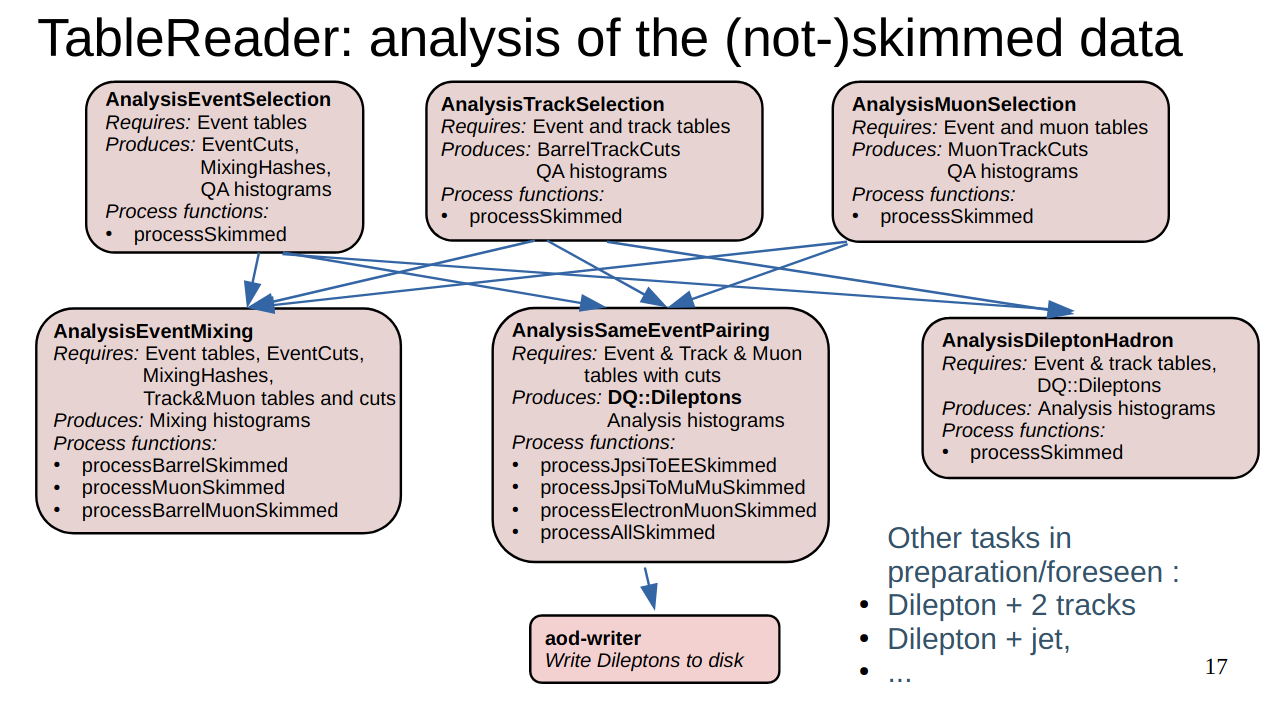 TableReader: analysis of the (not-)skimmed data
AnalysisEventSelection
Requires: Event tables
Produces: EventCuts,
MixingHashes,
QA histograms
Process functions:
• processSkimmed
AnalysisTrackSelection
Requires: Event and track tables
Produces: BarrelTrackCuts
QA histograms
Process functions:
• processSkimmed
AnalysisMuonSelection
Requires: Event and muon tables
Produces: MuonTrackCuts
QA histograms
Process functions:
• processSkimmed
AnalysisEventMixing
Requires: Event tables, EventCuts,
MixingHashes,
Track&Muon tables and cuts
Produces: Mixing histograms
Process functions:
• processBarrelSkimmed
• processMuonSkimmed
• processBarrelMuonSkimmed
AnalysisSameEventPairing
Requires: Event & Track & Muon
tables with cuts
Produces: DQ::Dileptons
Analysis histograms
Process functions:
• processJpsiToEESkimmed
• processJpsiToMuMuSkimmed
• processElectronMuonSkimmed
• processAllSkimmed
AnalysisDileptonHadron
Requires: Event & track tables,
DQ::Dileptons
Produces: Analysis histograms
Process functions:
• processSkimmed
aod-writer
Write Dileptons to disk
Other tasks in
preparation/foreseen :
• Dilepton + 2 tracks
• Dilepton + jet,
• ...
17